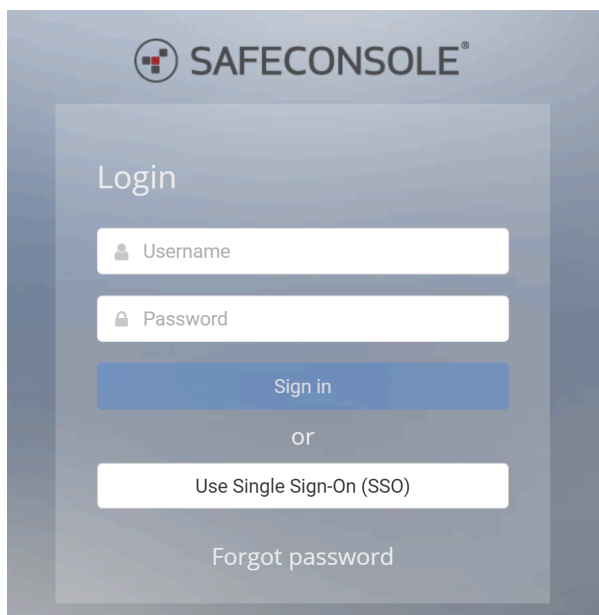 SAFECONSOLE®
Login
Username
Password
Sign in
or
Use Single Sign-On (SSO)
Forgot password